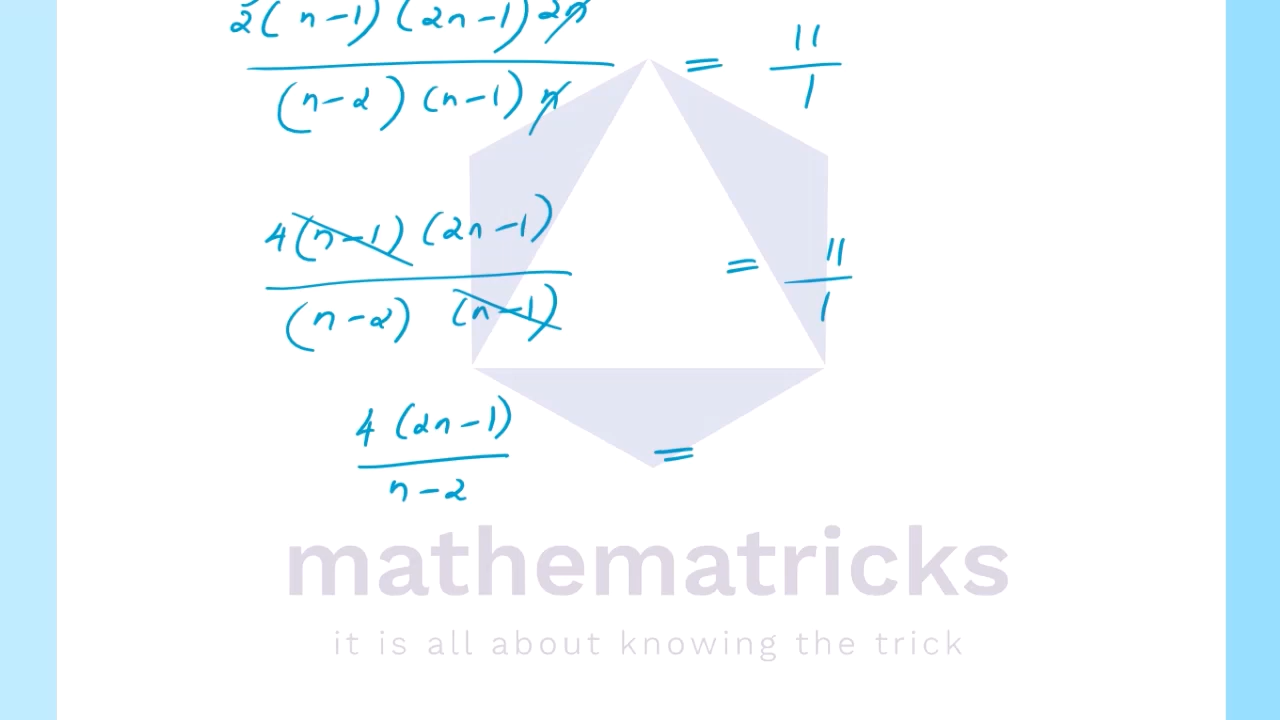 2(n-1)(2n-1)2n
(n-2)(n-1)n
= 11
1
4(n-1)(2n-1)
(n-2) (n-1)
= 11
1
4(2n-1)
n-2
=
mathematricks
it is all about knowing the trick